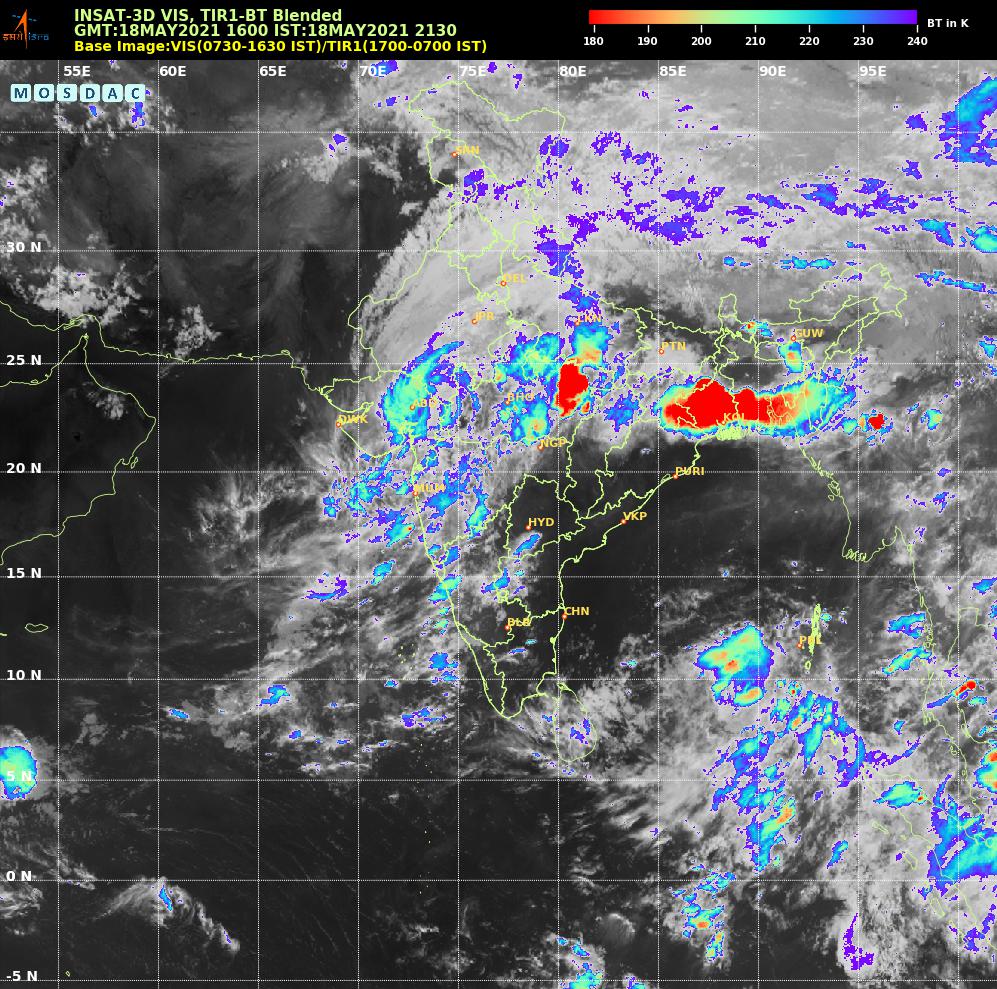 INSAT-3D VIS, TIR1-BT Blended
GMT:18MAY2021 1600 IST:18MAY2021 2130
Base Image:VIS(0730-1630 IST)/TIR1(1700-0700 IST)
BT in K
180 190 200 210 220 230 240
55E 60E 65E 70E 75E 80E 85E 90E 95E
MOSDAC
SRN
30 N
DEL
JPR
LKN
GUW
PTN
25 N
BHO
DWK
KOL
NGP
20 N
PURI
MUM
HYD
VKP
15 N
CHN
BLR
10 N
5 N
0 N
-5 N